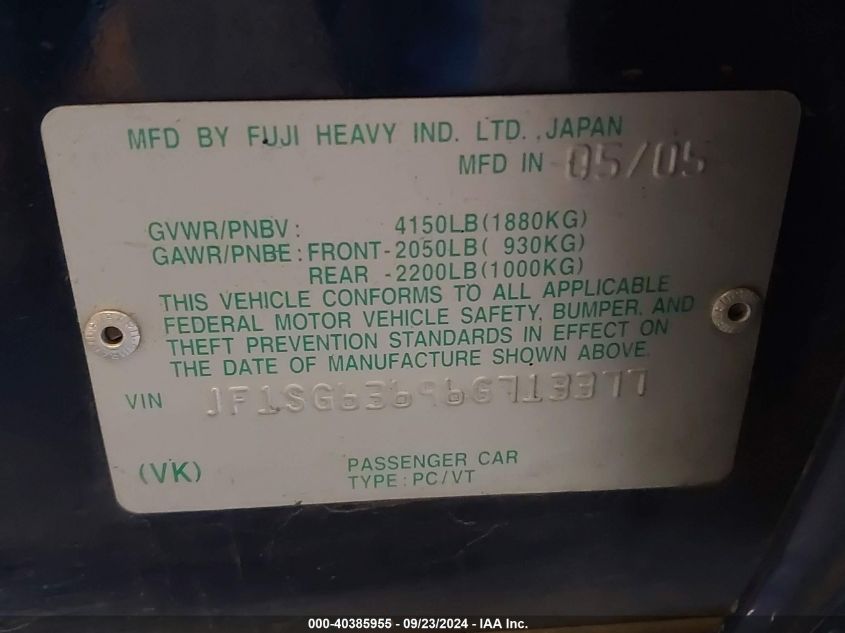 MFD BY FUJI HEAVY IND. LTD. JAPAN
MFD IN 05/05
GVWR/PNBV: 4150LB(1880KG)
GAWR/PNBE: FRONT-2050LB( 930KG)
REAR -2200LB(1000KG)
THIS VEHICLE CONFORMS TO ALL APPLICABLE
FEDERAL MOTOR VEHICLE SAFETY, BUMPER, AND
THEFT PREVENTION STANDARDS IN EFFECT ON
THE DATE OF MANUFACTURE SHOWN ABOVE.
VIN JF1SG63696G713377
(VK) PASSENGER CAR
TYPE: PC/VT
000-40385955 - 09/23/2024 - IAA Inc.